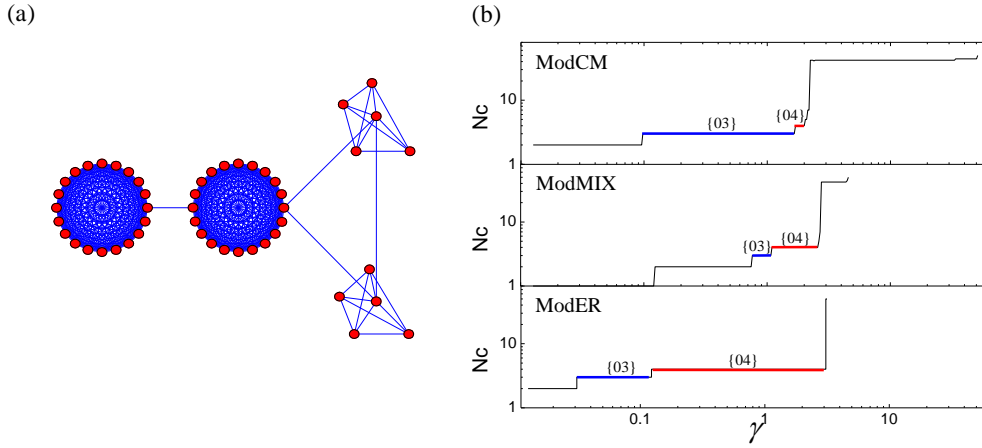 (a)
(b)
ModCM
10
Nc
{03}
{04}
1
ModMIX
10
Nc
{03}
{04}
1
ModER
10
Nc
{03}
{04}
1
0.1
1
10
γ